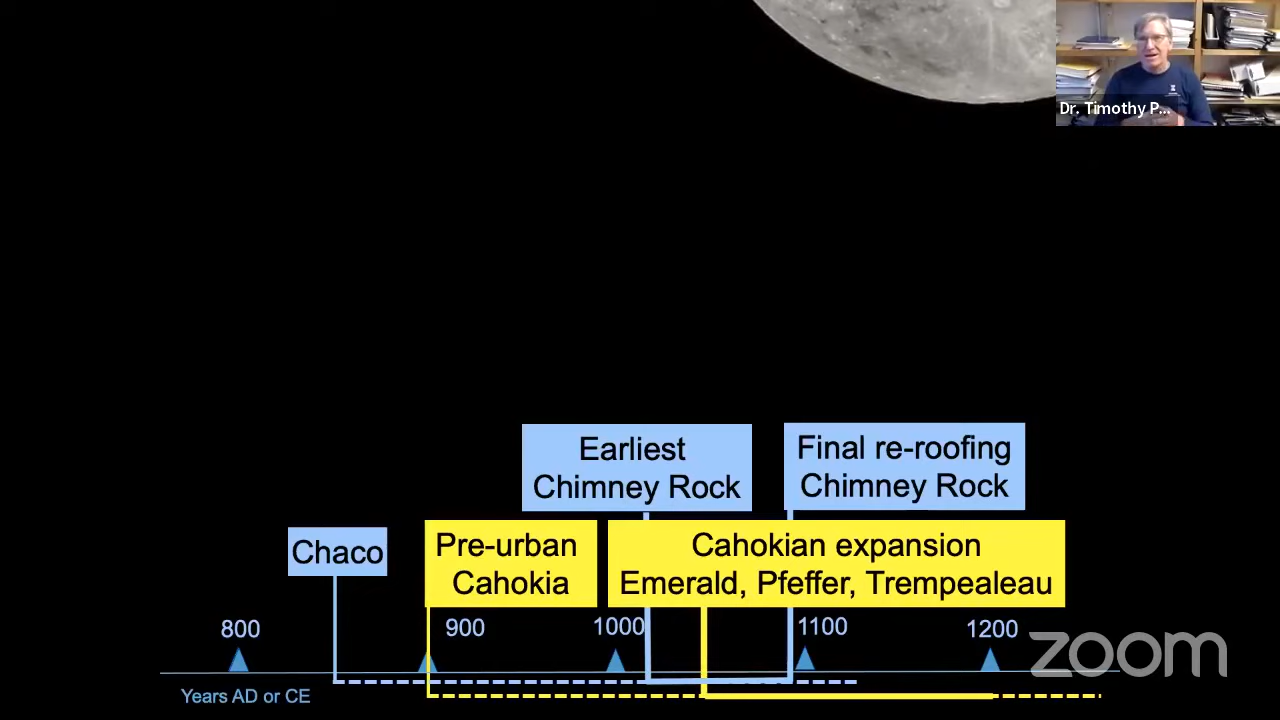 Dr. Timothy P...
Earliest
Chimney Rock
Final re-roofing
Chimney Rock
Chaco
Pre-urban
Cahokia
Cahokian expansion
Emerald, Pfeffer, Trempealeau
800
900
1000
1100
1200
Years AD or CE
zoom